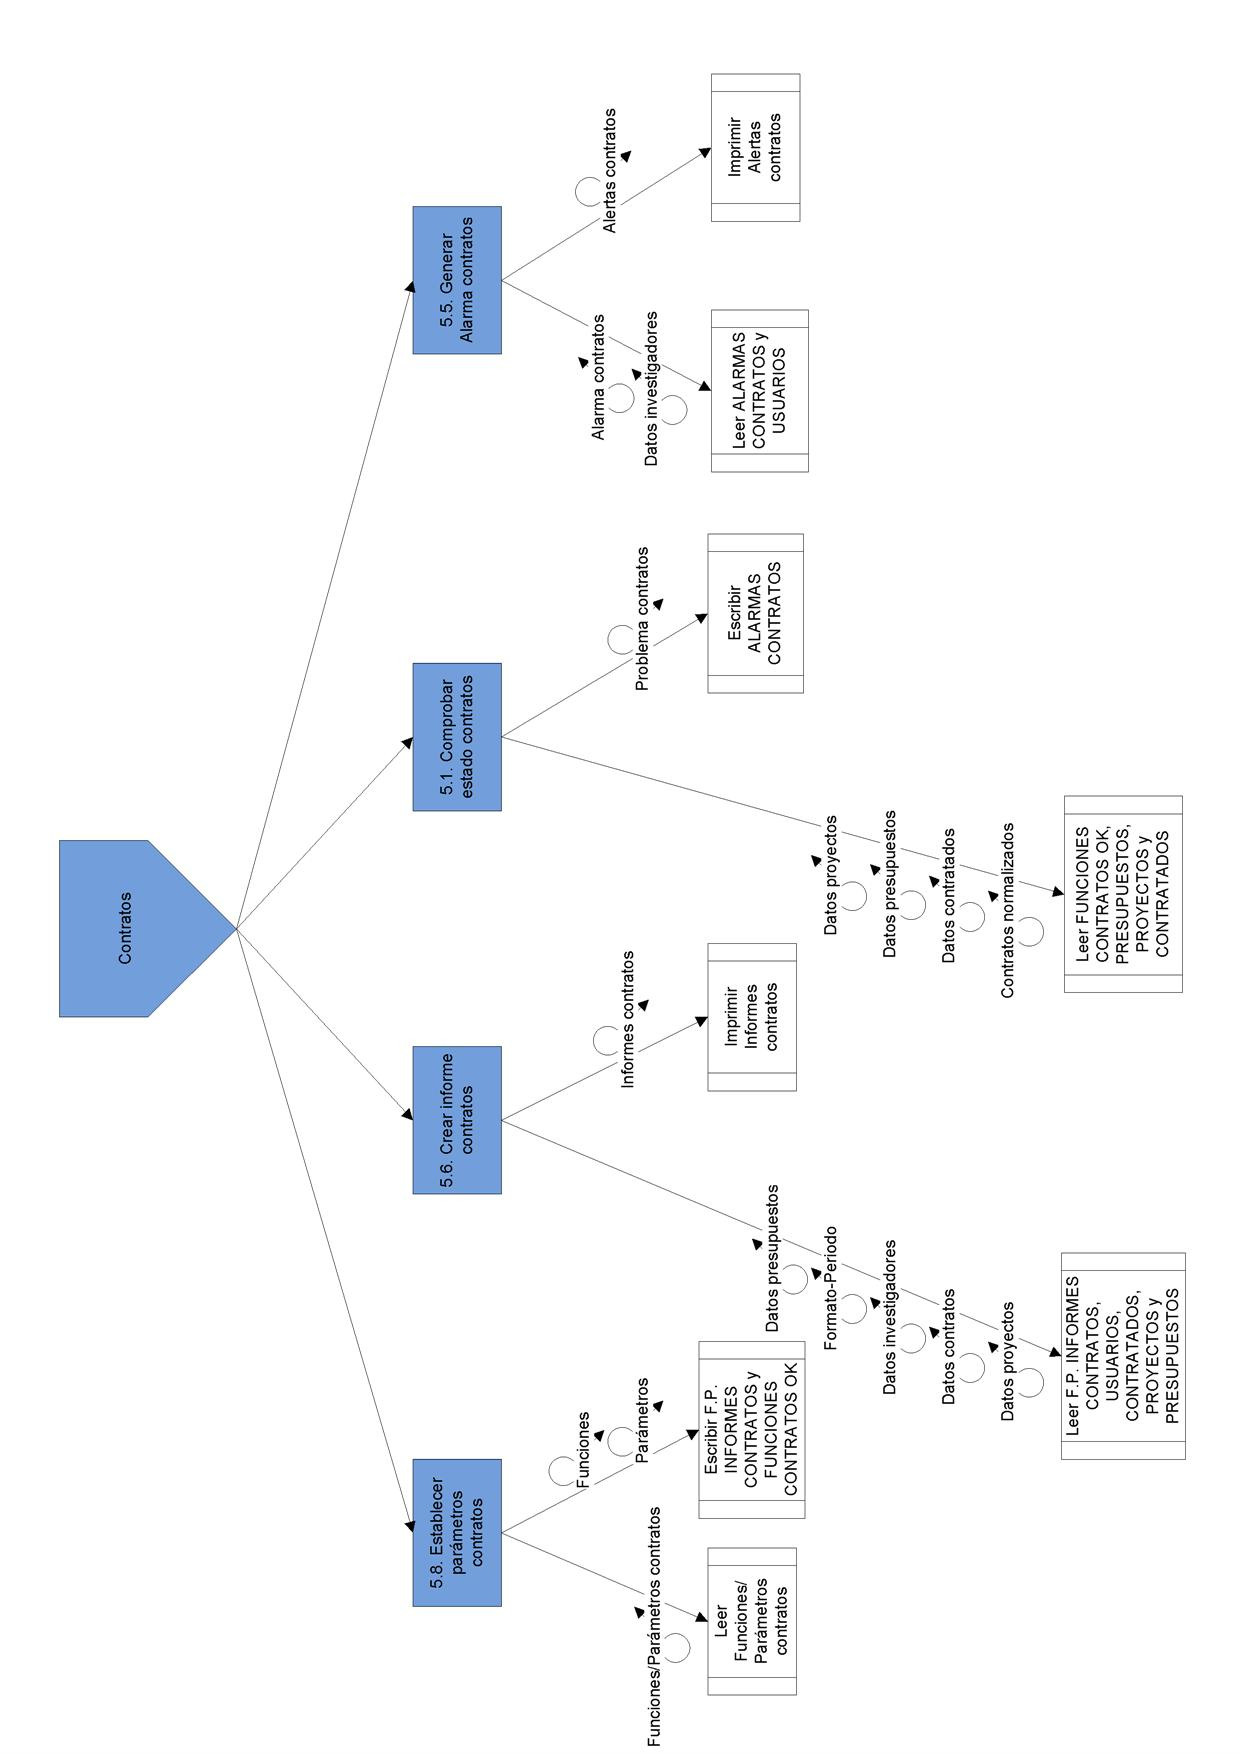 Contratos
5.8. Establecer
parámetros
contratos
5.6. Crear informe
contratos
5.1. Comprobar
estado contratos
5.5. Generar
Alarma contratos
Funciones/Parámetros contratos
Funciones
Parámetros
Leer
Funciones/
Parámetros
contratos
Escribir F.P.
INFORMES
CONTRATOS y
FUNCIONES
CONTRATOS OK
Datos presupuestos
Formato-Periodo
Datos investigadores
Datos contratos
Datos proyectos
Leer F.P. INFORMES
CONTRATOS,
USUARIOS,
CONTRATADOS,
PROYECTOS y
PRESUPUESTOS
Informes contratos
Imprimir
Informes
contratos
Datos proyectos
Datos presupuestos
Datos contratados
Contratos normalizados
Leer FUNCIONES
CONTRATOS OK,
PRESUPUESTOS,
PROYECTOS y
CONTRATADOS
Problema contratos
Escribir
ALARMAS
CONTRATOS
Alarma contratos
Datos investigadores
Leer ALARMAS
CONTRATOS y
USUARIOS
Alertas contratos
Imprimir
Alertas
contratos